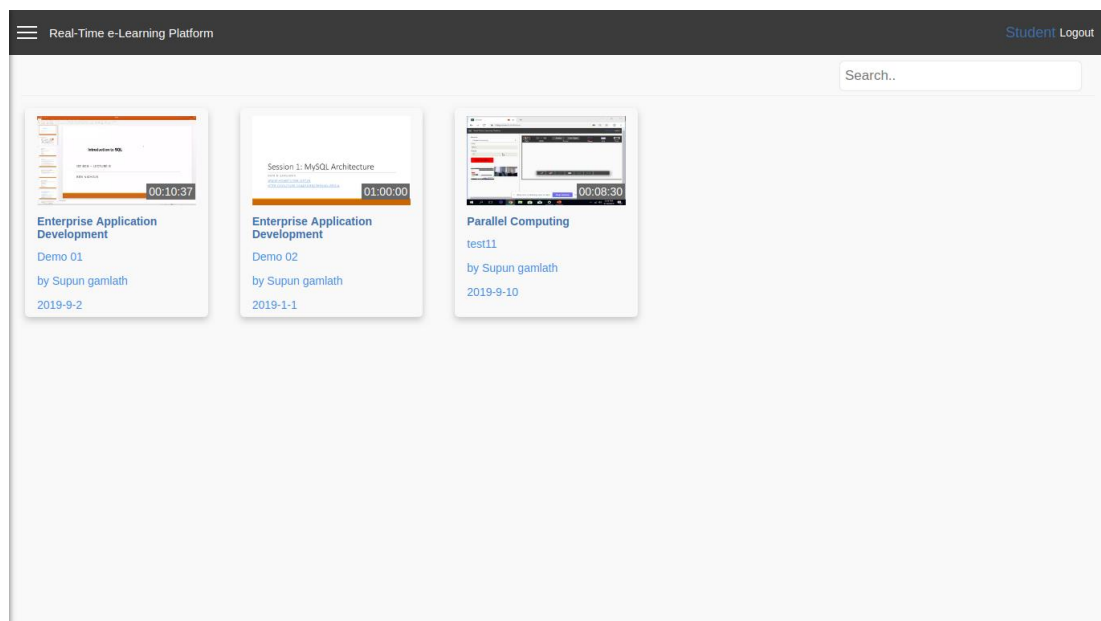 Real-Time e-Learning Platform
Student Logout
Search..
Introduction to SQL
00:10:37
Enterprise Application
Development
Demo 01
by Supun gamlath
2019-9-2
Session 1: MySQL Architecture
01:00:00
Enterprise Application
Development
Demo 02
by Supun gamlath
2019-1-1
00:08:30
Parallel Computing
test11
by Supun gamlath
2019-9-10